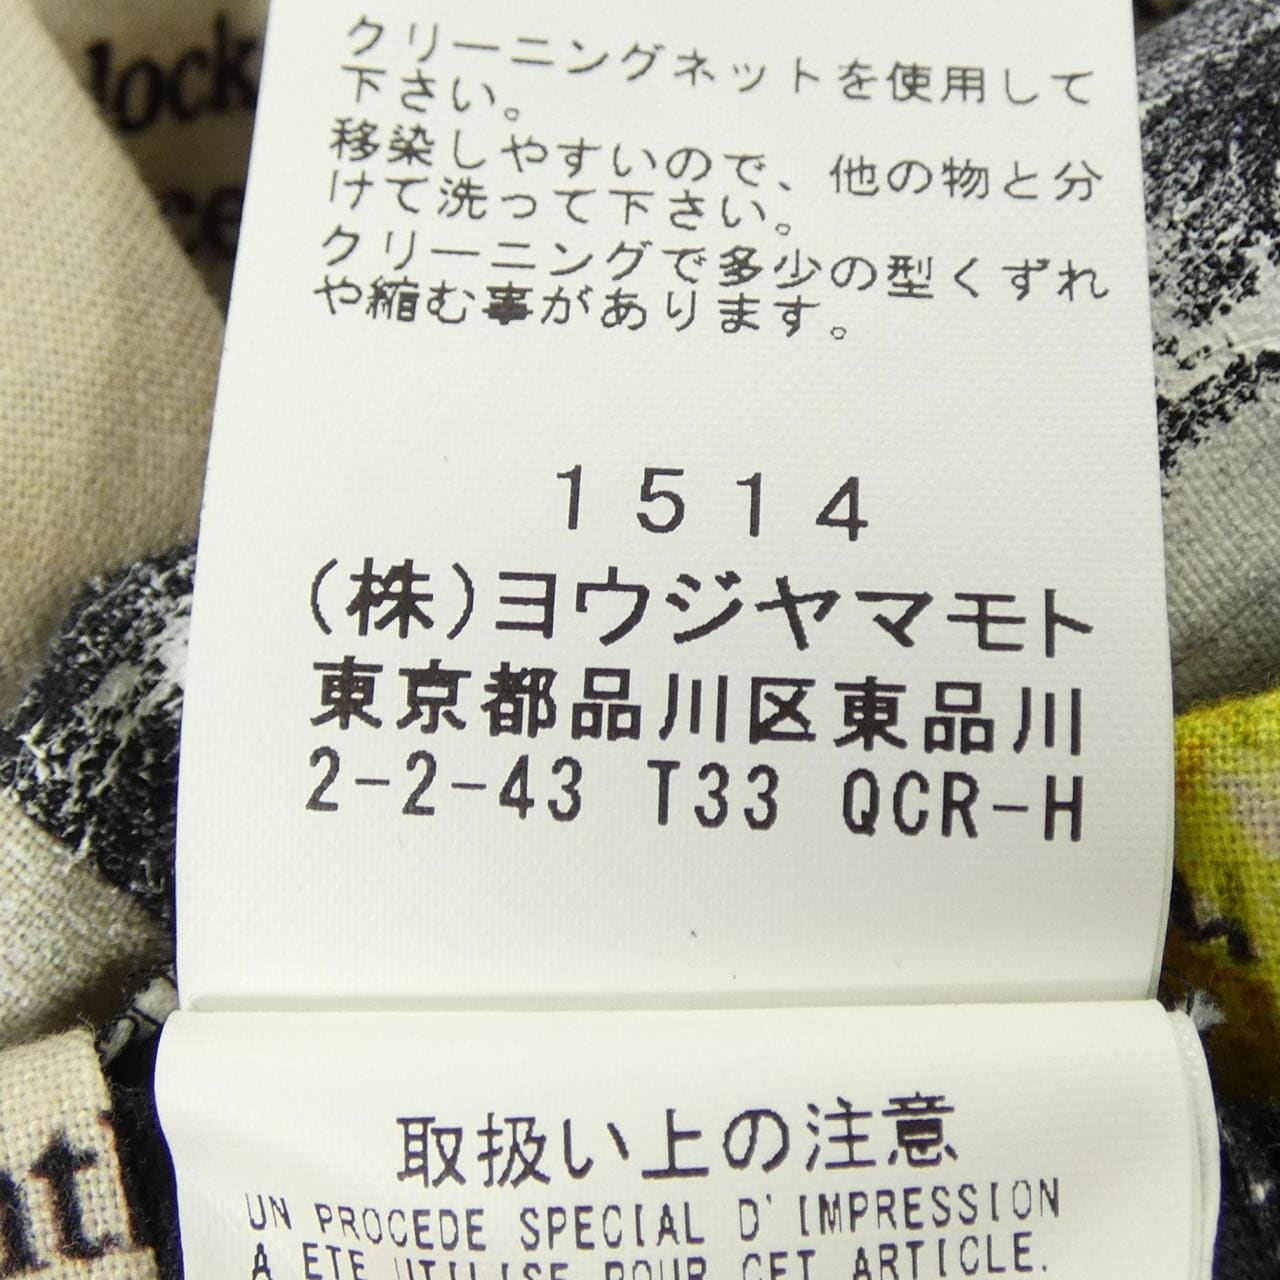 lock
ce
クリーニングネットを使用して
下さい。
移染しやすいので、他の物と分
けて洗って下さい。
クリーニングで多少の型くずれ
や縮む事があります。
1514
(株)ヨウジヤマモト
東京都品川区東品川
2-2-43 T33 QCR-H
取扱い上の注意
UN PROCEDE SPECIAL D'IMPRESSION
A ETE UTILISE POUR CET ARTICLE.